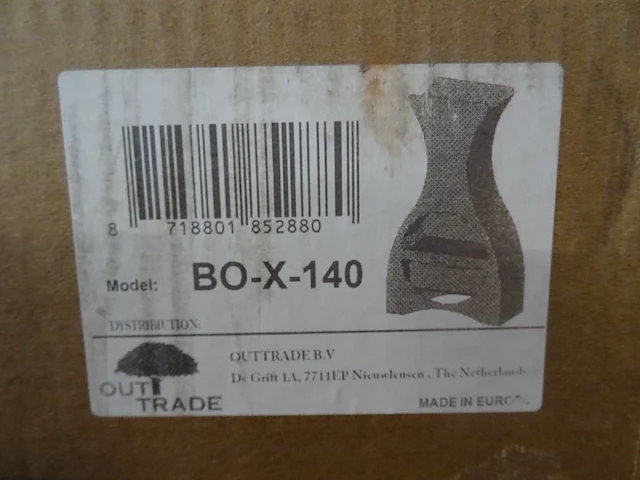 8 718801 852880
Model: BO-X-140
DYSTRIBUTION:
OUT TRADE
OUTTRADE B.V
De Grift 1A, 7711EP Nieuwleusen , The Netherlands
MADE IN EUROPE